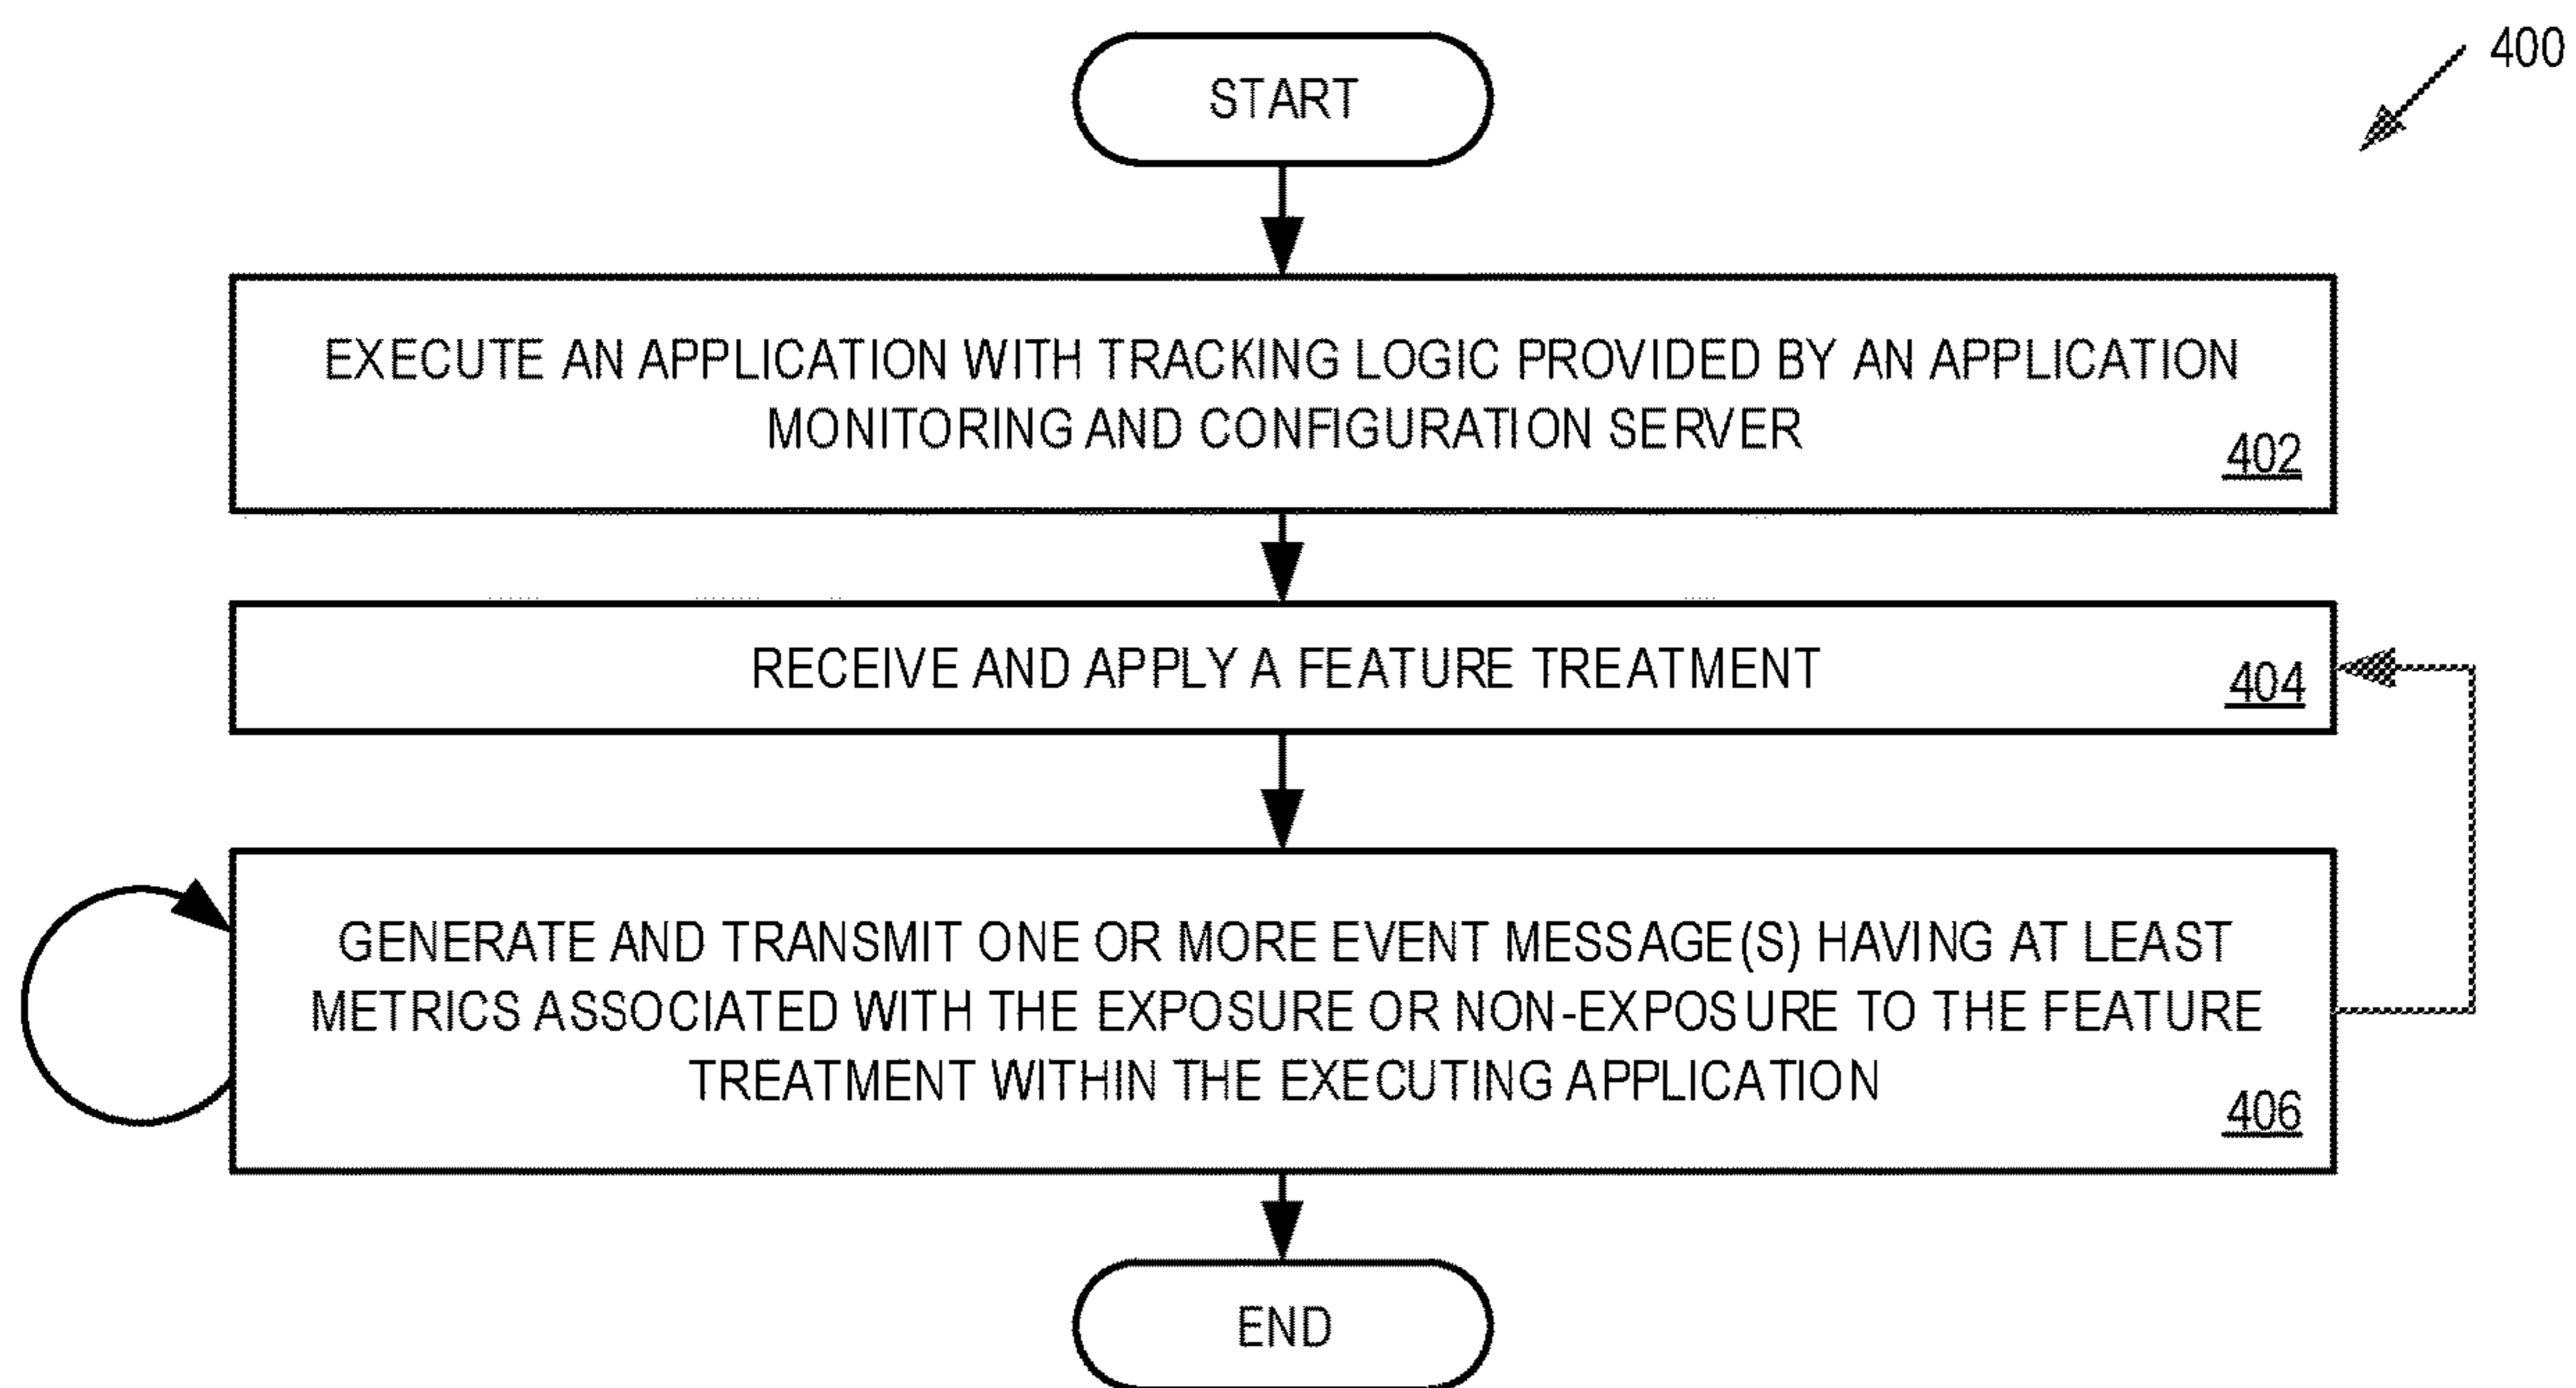 400
START
EXECUTE AN APPLICATION WITH TRACKING LOGIC PROVIDED BY AN APPLICATION
MONITORING AND CONFIGURATION SERVER
402
RECEIVE AND APPLY A FEATURE TREATMENT
404
GENERATE AND TRANSMIT ONE OR MORE EVENT MESSAGE(S) HAVING AT LEAST
METRICS ASSOCIATED WITH THE EXPOSURE OR NON-EXPOSURE TO THE FEATURE
TREATMENT WITHIN THE EXECUTING APPLICATION
406
END